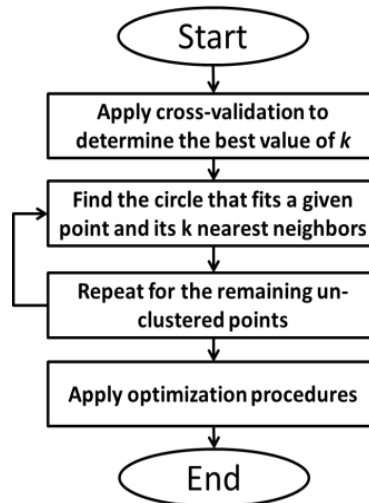 Start
Apply cross-validation to
determine the best value of k
Find the circle that fits a given
point and its k nearest neighbors
Repeat for the remaining un-
clustered points
Apply optimization procedures
End